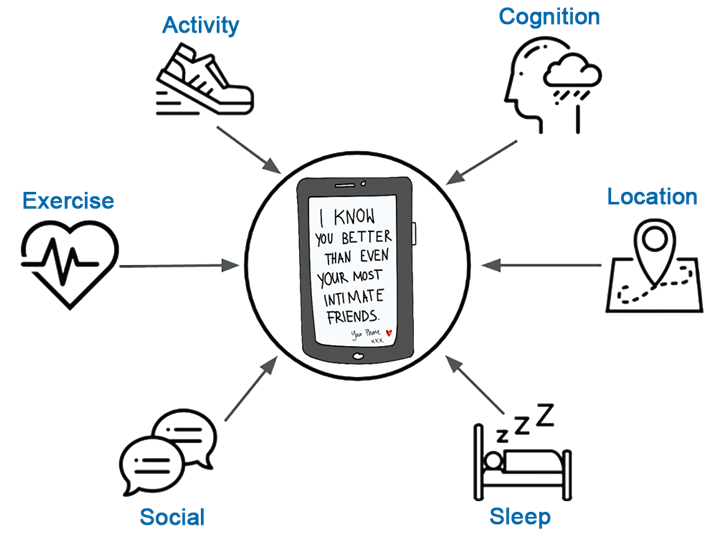 Activity
Cognition
Exercise
Location
I KNOW
YOU BETTER
THAN EVEN
YOUR MOST
INTIMATE
FRIENDS.
Your Phone
xxx
z Z Z
Social
Sleep